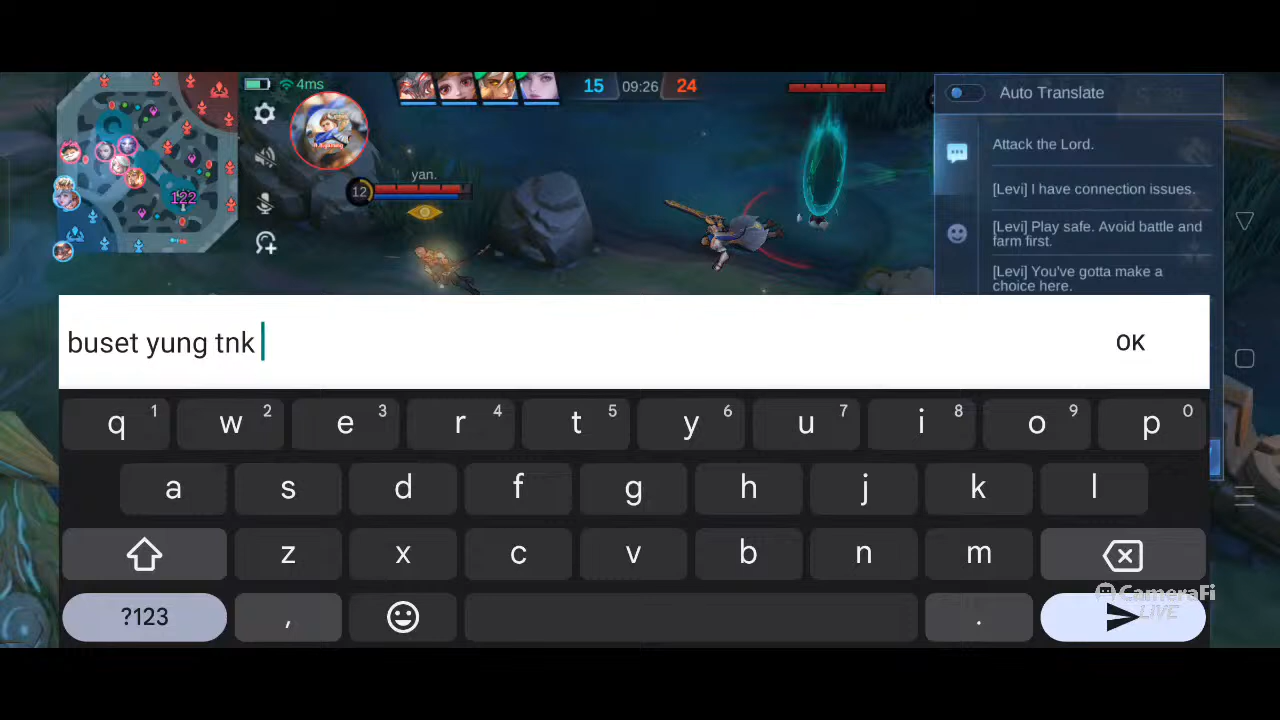 4ms
15 09:26 24
Auto Translate
Attack the Lord.
[Levi] I have connection issues.
[Levi] Play safe. Avoid battle and
farm first.
[Levi] You've gotta make a
choice here.
yan.
12
122
buset yung tnk
OK
q 1 w 2 e 3 r 4 t 5 y 6 u 7 i 8 o 9 p 0
a s d f g h j k l
z x c v b n m
?123 , .
CameraFi
LIVE